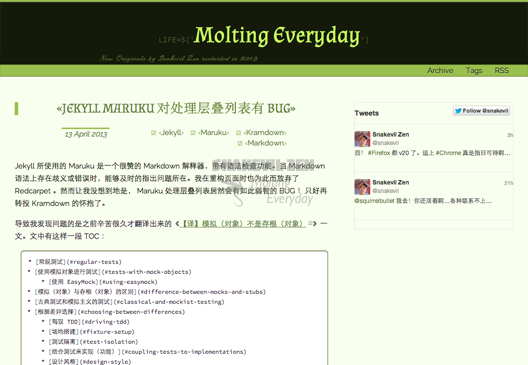 LIFE=$('Molting Everyday')
New Originals by Snakevil Zen restarted in 2013
Archive Tags RSS
«JEKYLL MARUKU 对处理层叠列表有 BUG»
13 April 2013
‹Jekyll› ‹Maruku› ‹Kramdown›
‹Markdown›
Jekyll 所使用的 Maruku 是一个很赞的 Markdown 解释器，带有语法检查功能。当 Markdown
语法上存在歧义或错误时，能够及时的指出问题所在。我在重构页面时也为此而放弃了
Redcarpet 。然而让我没想到地是， Maruku 处理层叠列表居然会有如此弱智的 BUG！只好再
转投 Kramdown 的怀抱了。
导致我发现问题的是之前辛苦很久才翻译出来的《【译】模拟（对象）不是存根（对象）》一
文。文中有这样一段 TOC：
* [常规测试](#regular-tests)
* [使用模拟对象进行测试](#tests-with-mock-objects)
* [使用 EasyMock](#using-easymock)
* [模拟（对象）与存根（对象）的区别](#difference-between-mocks-and-stubs)
* [古典测试和模拟主义的测试](#classical-and-mockist-testing)
* [根据差异选择](#choosing-between-differences)
* [驾驭 TDD](#driving-tdd)
* [场地搭建](#fixture-setup)
* [测试隔离](#test-isolation)
* [结合测试来实现（功能）](#coupling-tests-to-implementations)
* [设计风格](#design-style)
SNAKEVIL ZEN
Molting
Everyday
Tweets
Follow @snakevil
Snakevil Zen 3h
@snakevil
#Firefox 都 v20 了。追上 #Chrome 真是指日可待啊…
Snakevil Zen 21h
@snakevil
@squirrelbullet 我去！你还活着啊…各种联系不上…